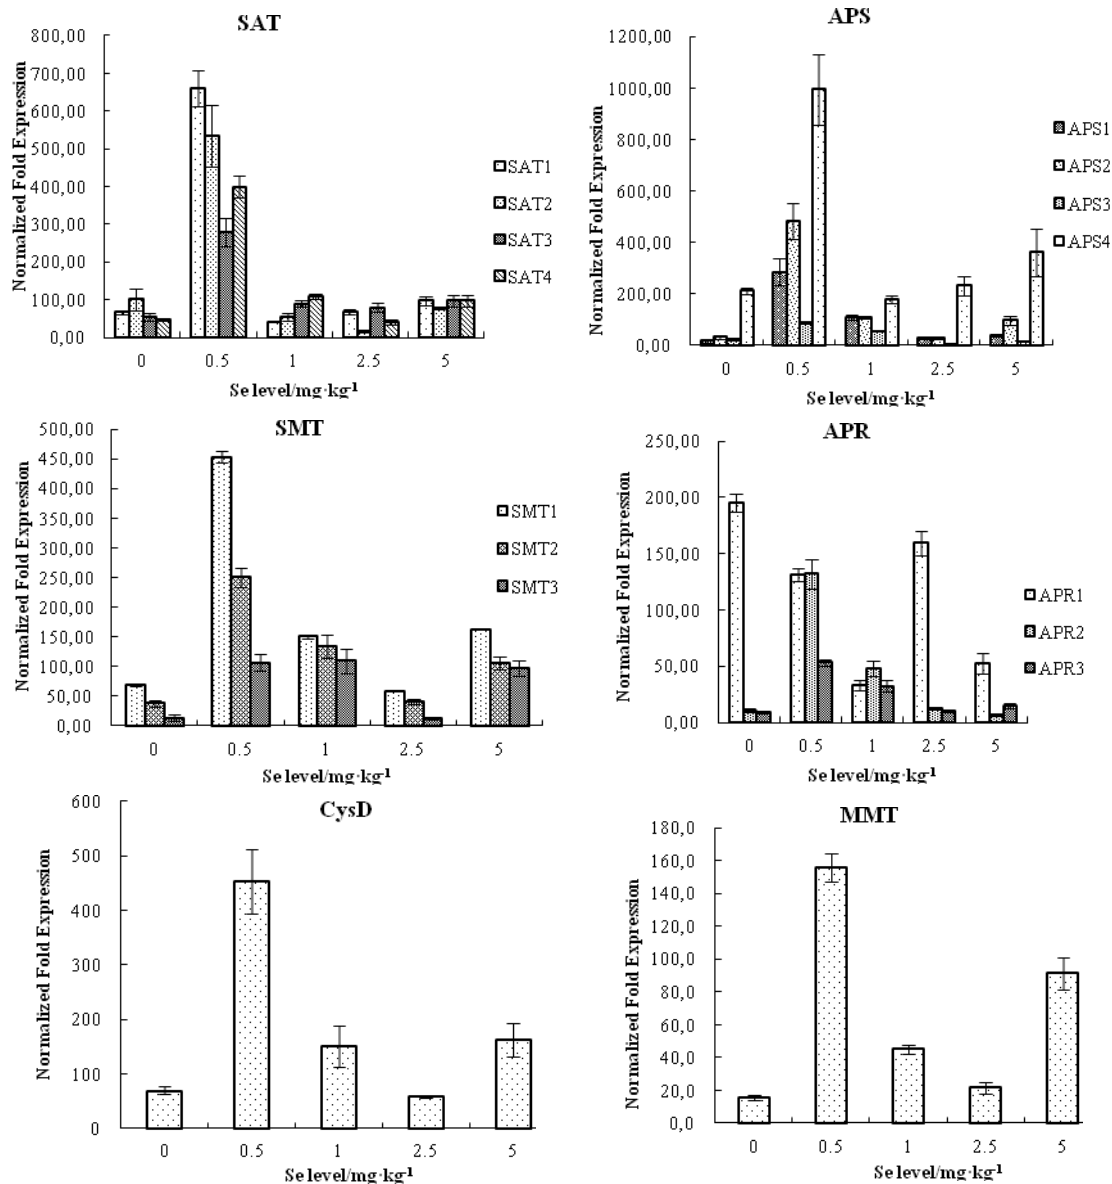 SAT
Normalized Fold Expression
800,00
700,00
600,00
500,00
400,00
300,00
200,00
100,00
0,00
0 0.5 1 2.5 5
Se level/mg·kg⁻¹
SAT1
SAT2
SAT3
SAT4
APS
Normalized Fold Expression
1200,00
1000,00
800,00
600,00
400,00
200,00
0,00
0 0.5 1 2.5 5
Se level/mg·kg⁻¹
APS1
APS2
APS3
APS4
SMT
Normalized Fold Expression
500,00
450,00
400,00
350,00
300,00
250,00
200,00
150,00
100,00
50,00
0,00
0 0.5 1 2.5 5
Se level/mg·kg⁻¹
SMT1
SMT2
SMT3
APR
Normalized Fold Expression
250,00
200,00
150,00
100,00
50,00
0,00
0 0.5 1 2.5 5
Se level/mg·kg⁻¹
APR1
APR2
APR3
CysD
Normalized Fold Expression
600
500
400
300
200
100
0
0 0.5 1 2.5 5
Se level/mg·kg⁻¹
MMT
Normalized Fold Expression
180,0
160,0
140,0
120,0
100,0
80,0
60,0
40,0
20,0
0,0
0 0.5 1 2.5 5
Se level/mg·kg⁻¹